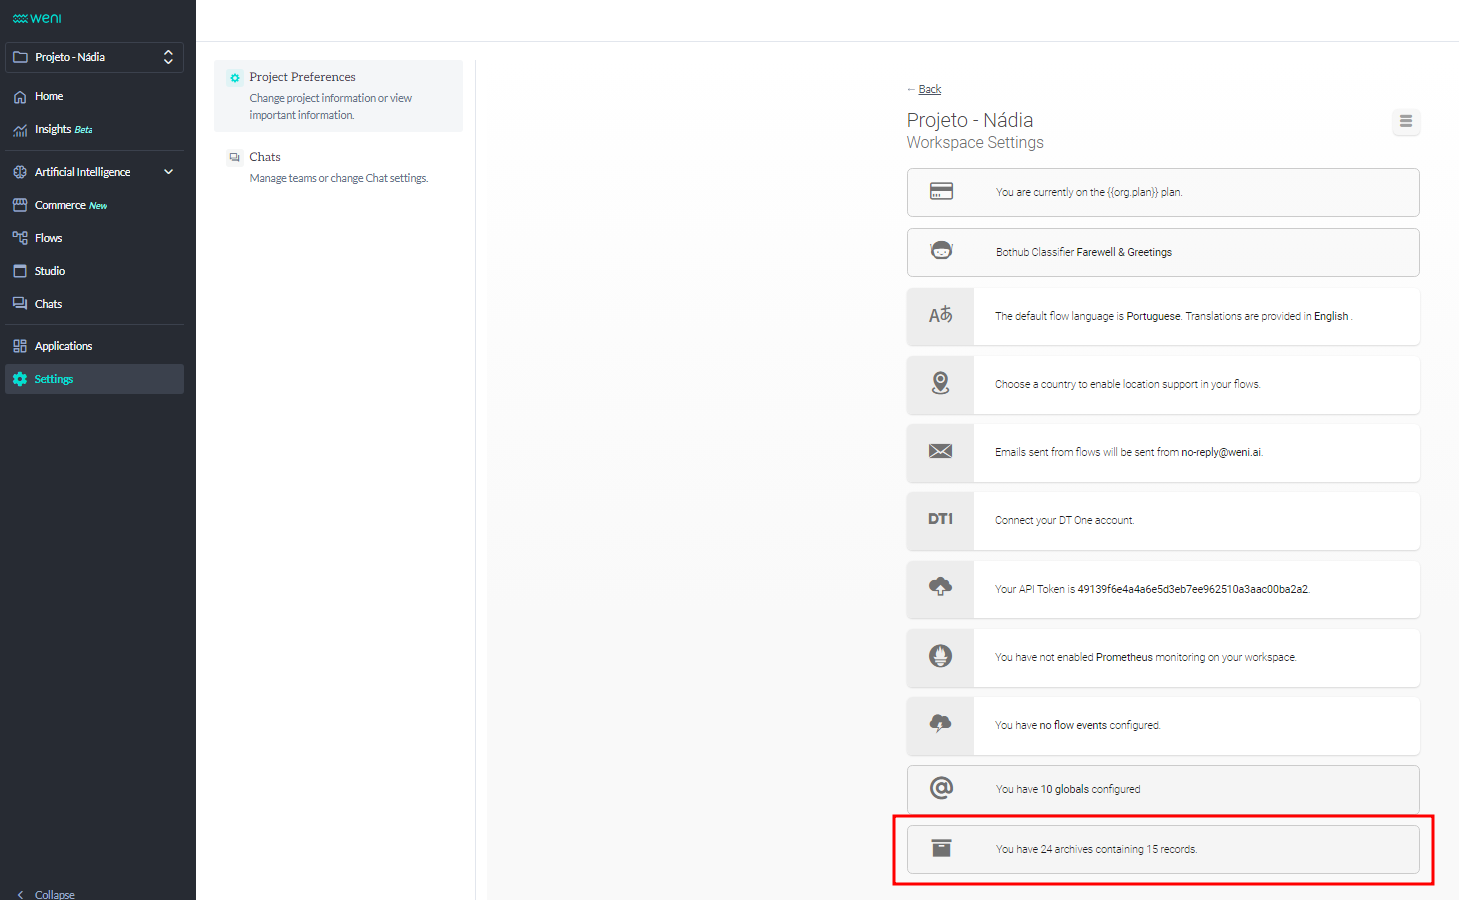 weni
Projeto - Nádia
Home
Insights Beta
Artificial Intelligence
Commerce New
Flows
Studio
Chats
Applications
Settings
Collapse
Project Preferences
Change project information or view
important information.
Chats
Manage teams or change Chat settings.
← Back
Projeto - Nádia
Workspace Settings
You are currently on the {{org.plan}} plan.
Bothub Classifier Farewell & Greetings
The default flow language is Portuguese. Translations are provided in English .
Choose a country to enable location support in your flows.
Emails sent from flows will be sent from no-reply@weni.ai.
DT1
Connect your DT One account.
Your API Token is 49139f6e4a4a6e5d3eb7ee962510a3aac00ba2a2.
You have not enabled Prometheus monitoring on your workspace.
You have no flow events configured.
You have 10 globals configured
You have 24 archives containing 15 records.